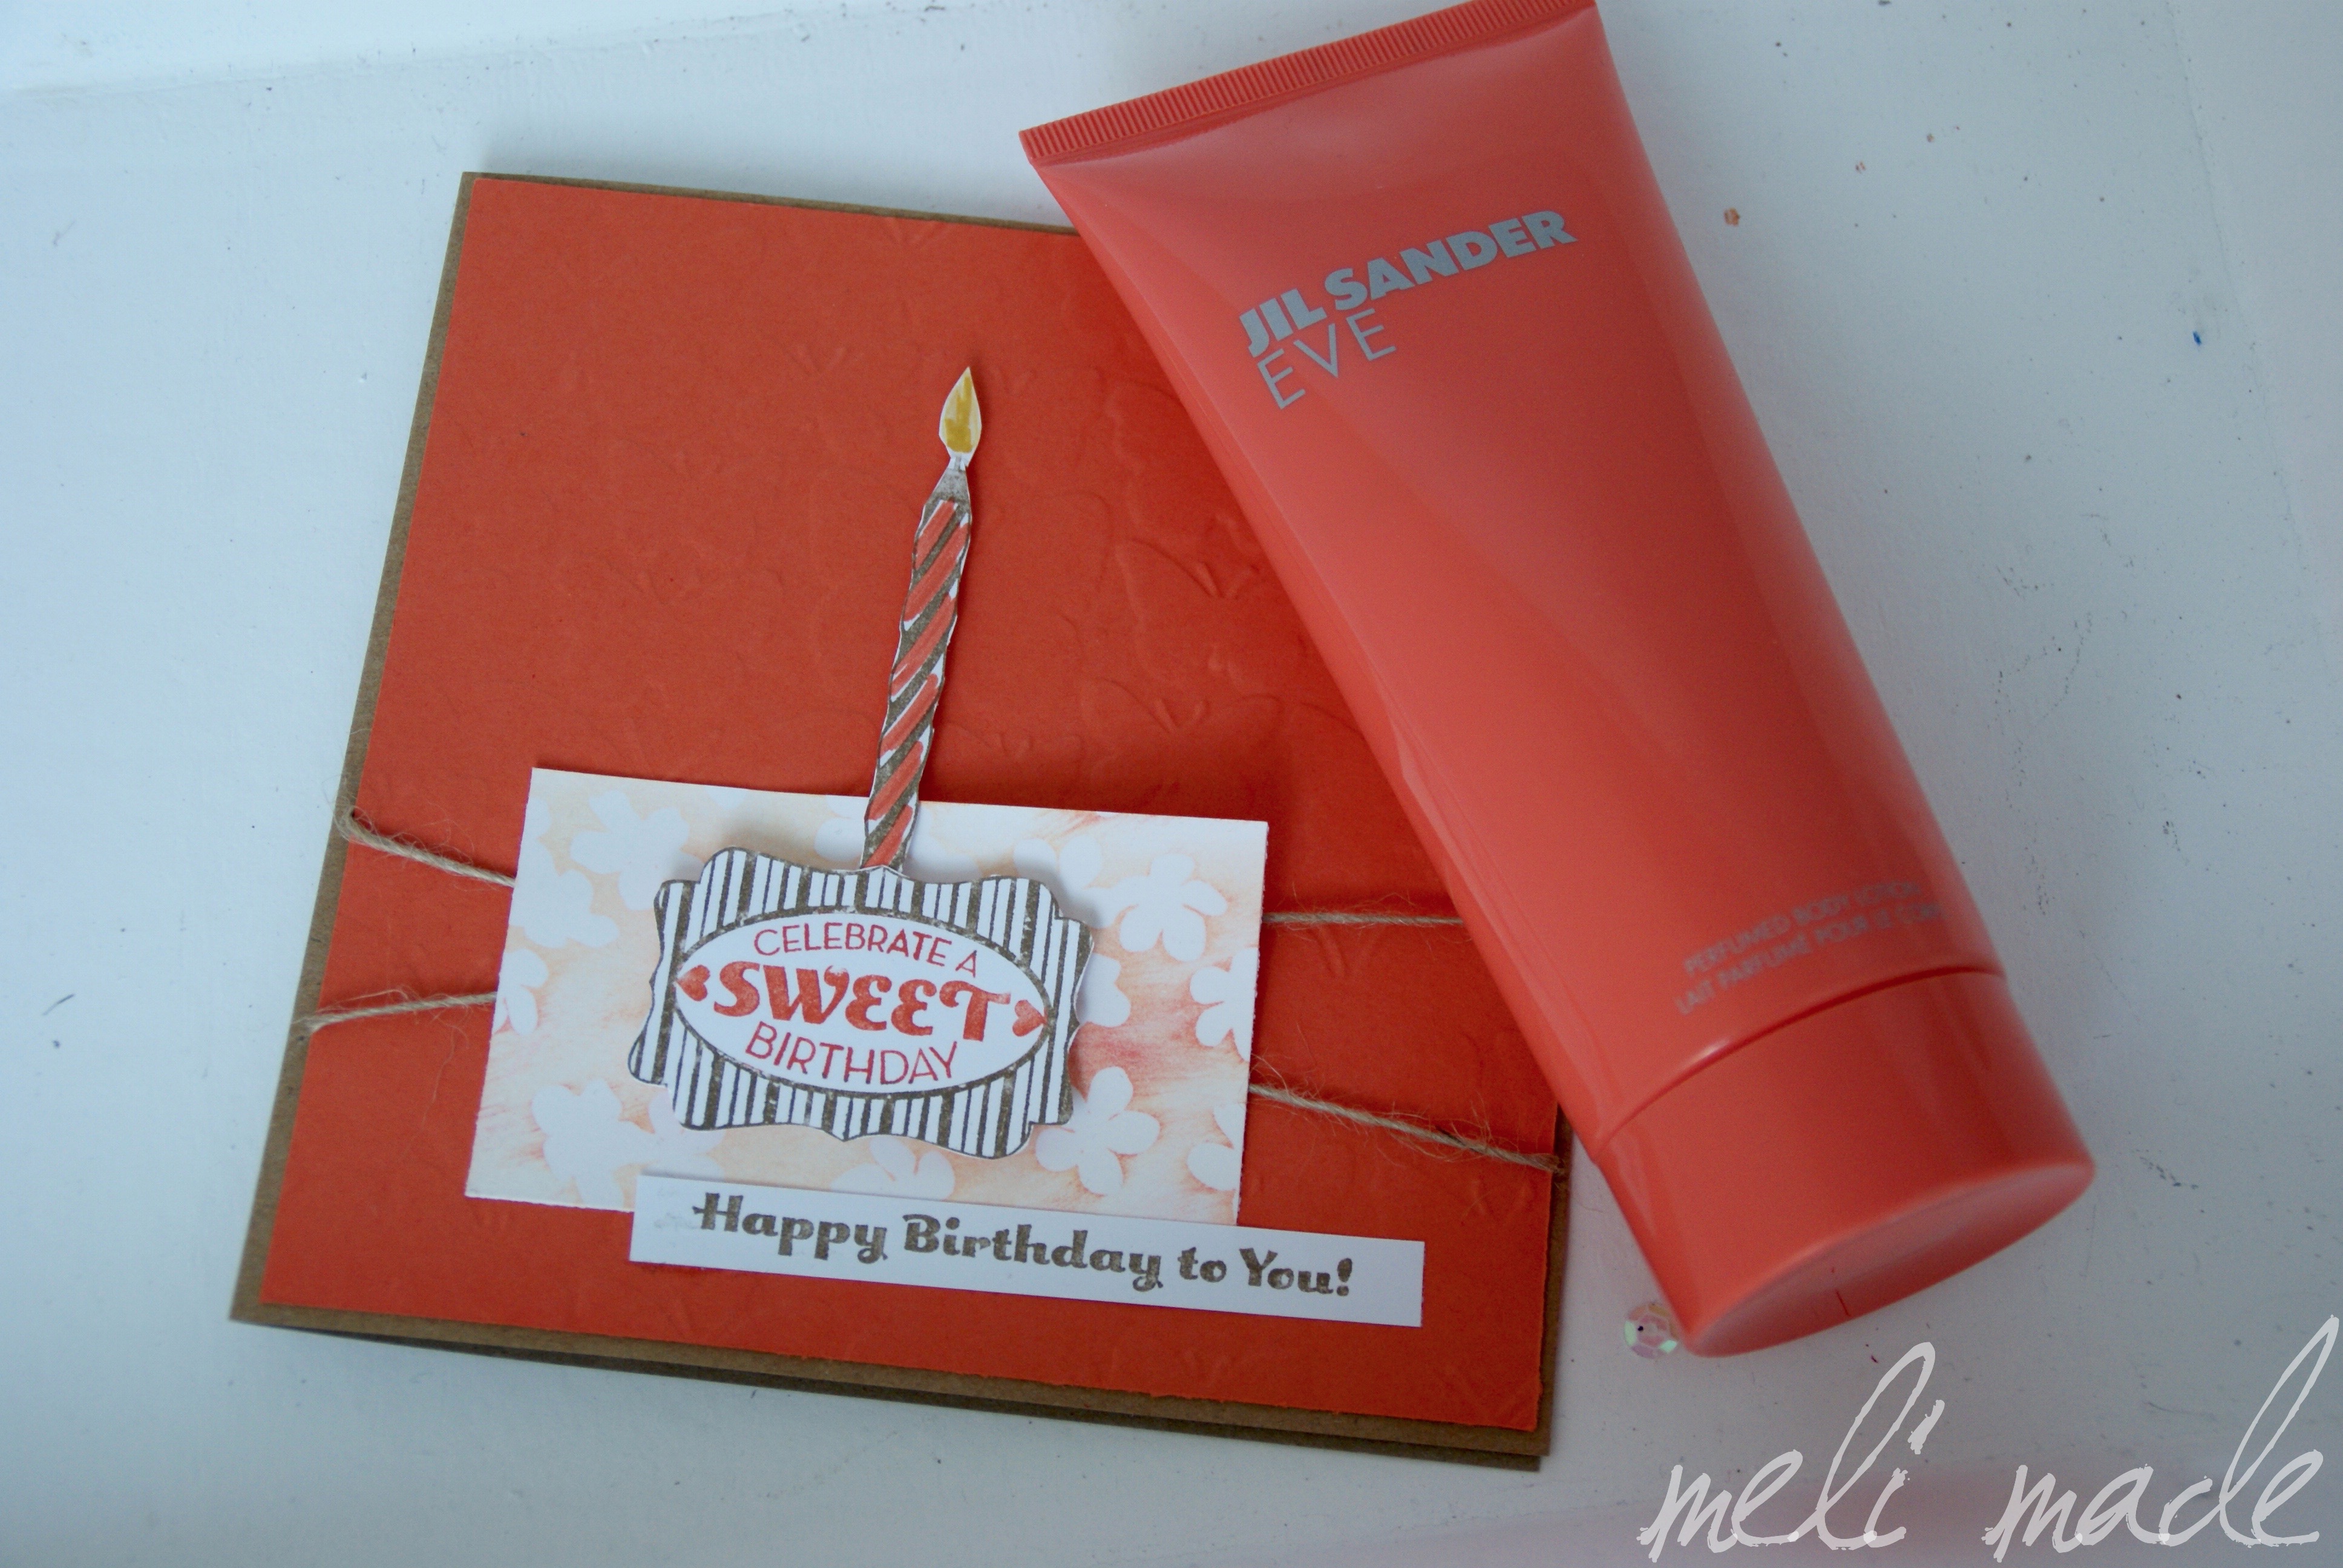 JIL SANDER
EVE
PERFUMED BODY LOTION
LAIT PARFUMÉ POUR LE CORPS
CELEBRATE A
SWEET
BIRTHDAY
Happy Birthday to You!
meli made